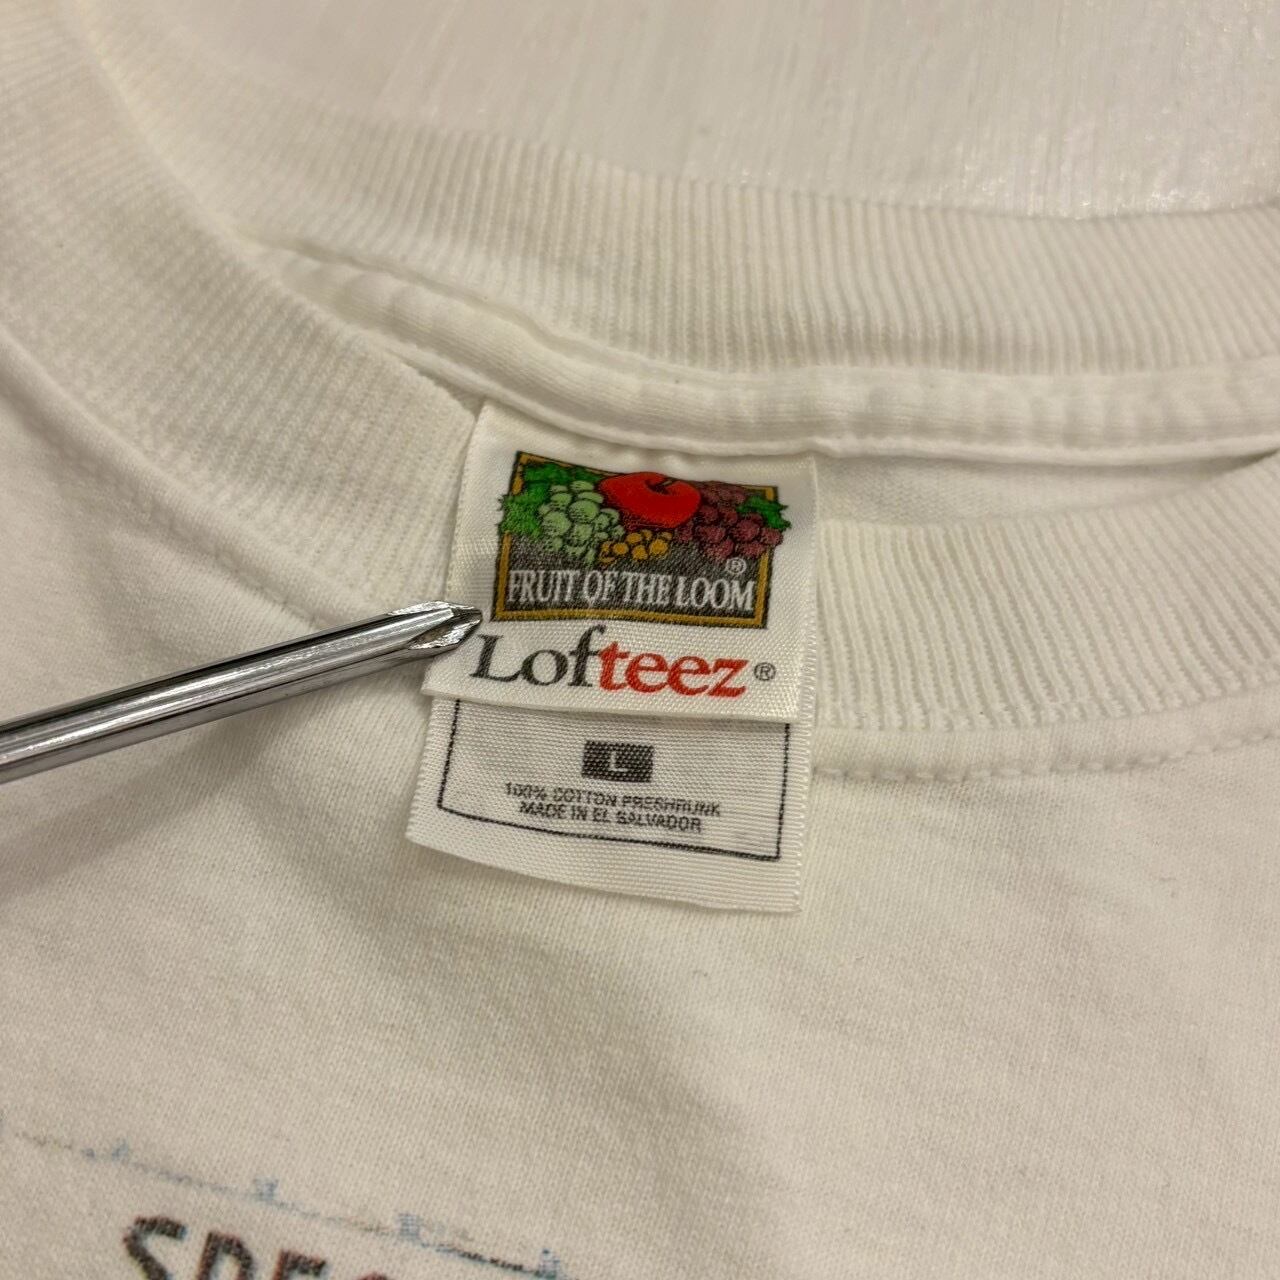 FRUIT OF THE LOOM®
Lofteez®
L
100% COTTON PRESHRUNK
MADE IN EL SALVADOR